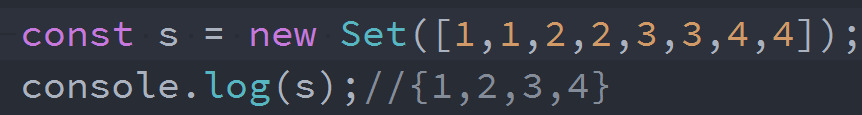 const s = new Set([1,1,2,2,3,3,4,4]);
console.log(s);//{1,2,3,4}